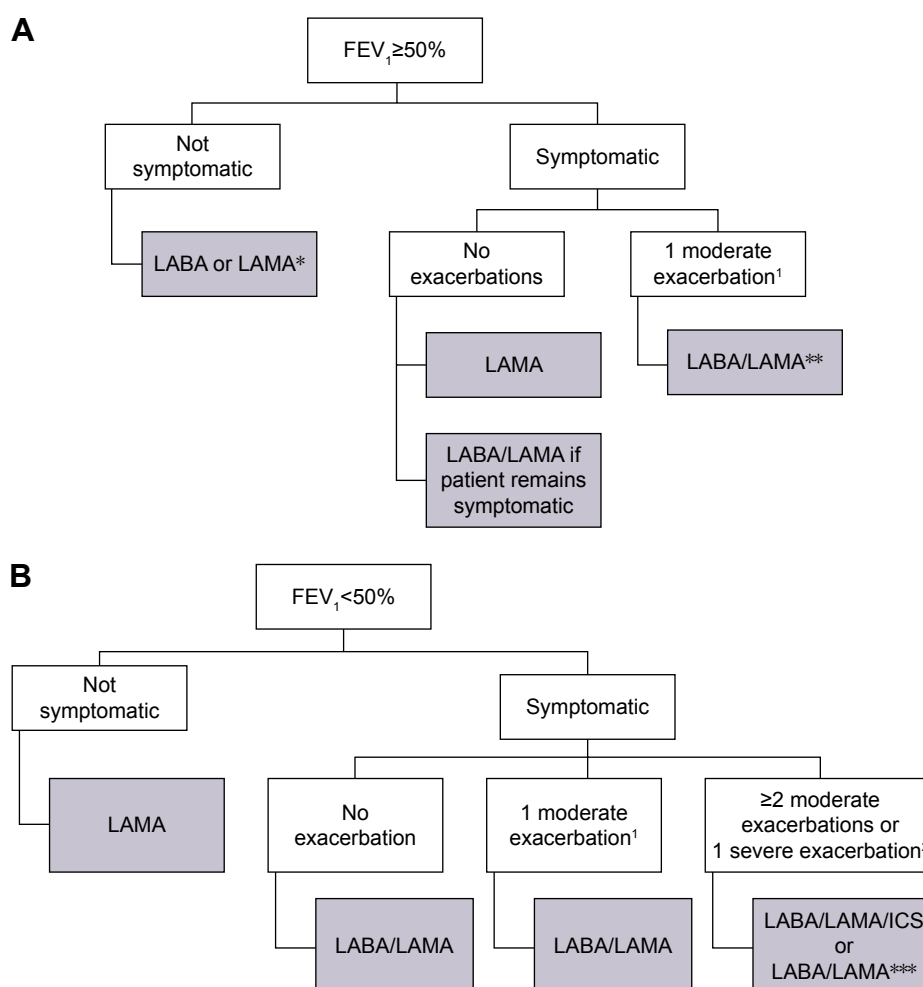 A
FEV₁≥50%
Not
symptomatic
Symptomatic
LABA or LAMA*
No
exacerbations
1 moderate
exacerbation¹
LAMA
LABA/LAMA**
LABA/LAMA if
patient remains
symptomatic
B
FEV₁<50%
Not
symptomatic
Symptomatic
LAMA
No
exacerbation
1 moderate
exacerbation¹
≥2 moderate
exacerbations or
1 severe exacerbation
LABA/LAMA
LABA/LAMA
LABA/LAMA/ICS
or
LABA/LAMA***